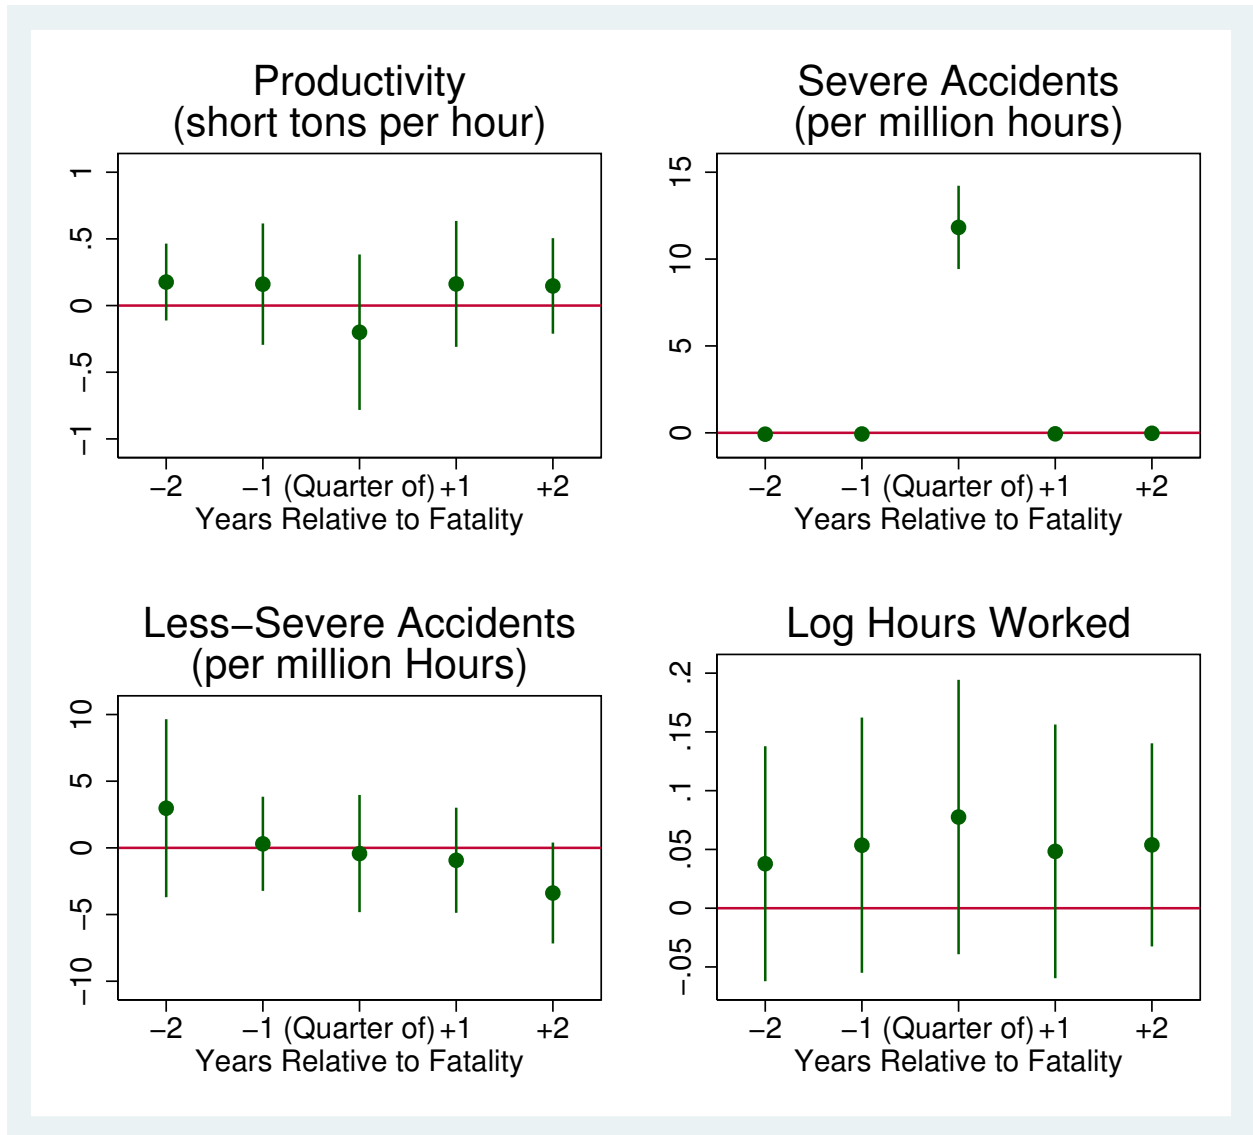 Productivity
(short tons per hour)
1
.5
0
−.5
−1
−2 −1 (Quarter of) +1 +2
Years Relative to Fatality
Severe Accidents
(per million hours)
15
10
5
0
−2 −1 (Quarter of) +1 +2
Years Relative to Fatality
Less−Severe Accidents
(per million Hours)
10
5
0
−5
−10
−2 −1 (Quarter of) +1 +2
Years Relative to Fatality
Log Hours Worked
.2
.15
.1
.05
0
−.05
−2 −1 (Quarter of) +1 +2
Years Relative to Fatality